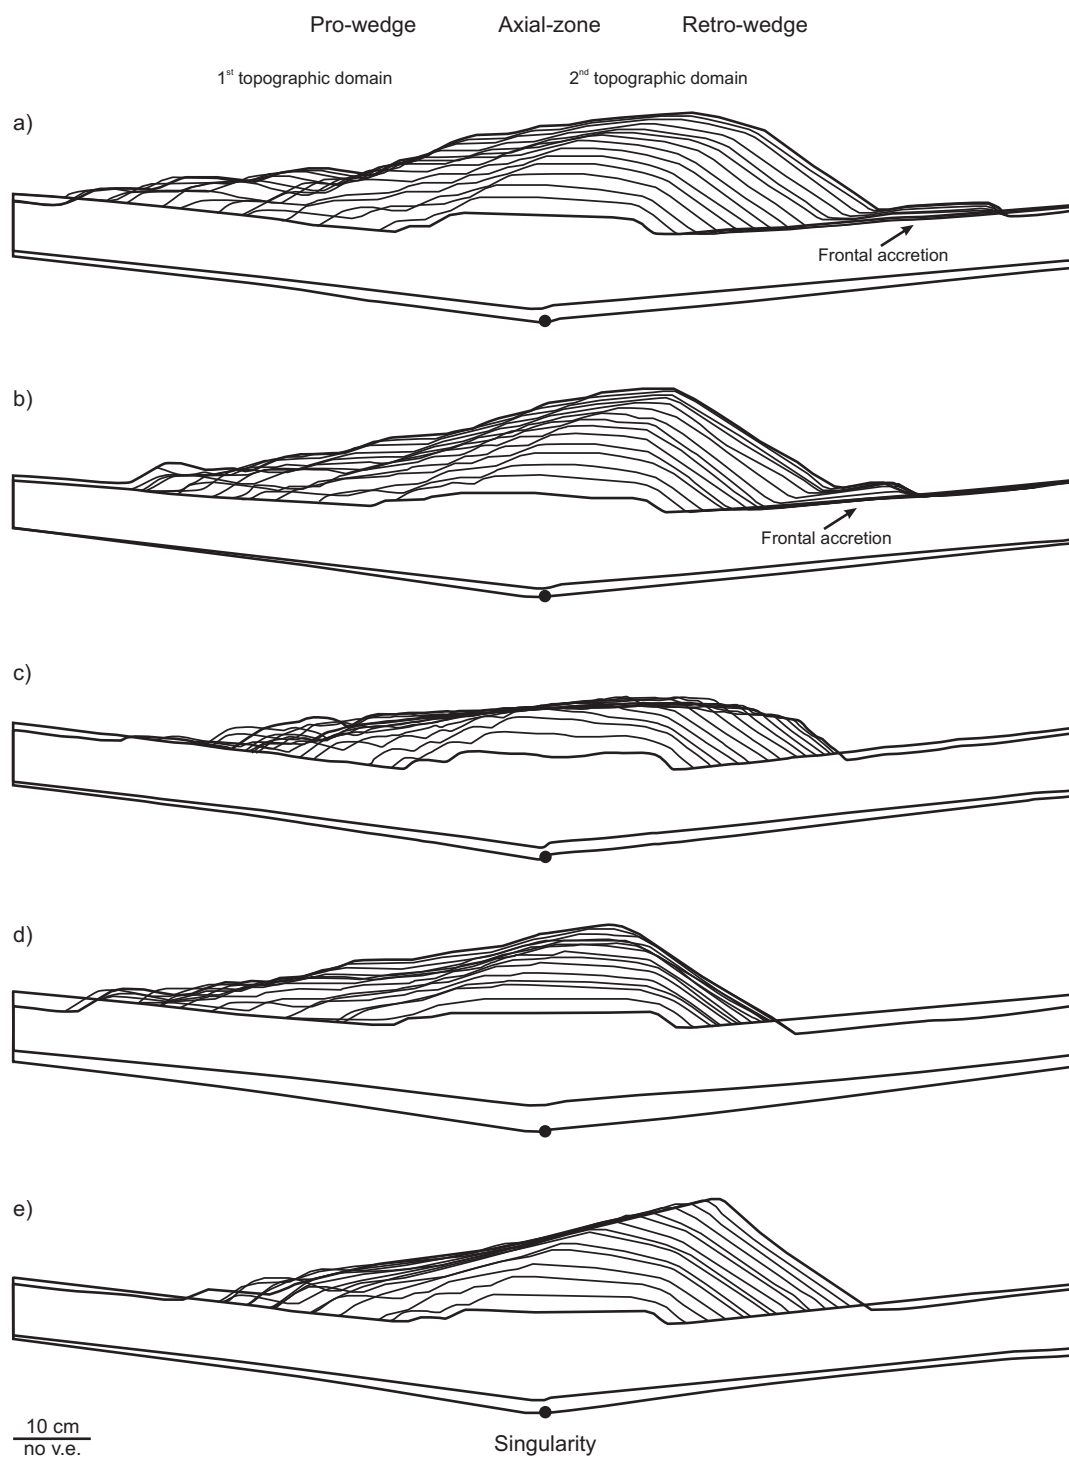 Pro-wedge Axial-zone Retro-wedge
1st topographic domain 2nd topographic domain
a)
Frontal accretion
b)
Frontal accretion
c)
d)
e)
10 cm
no v.e.
Singularity